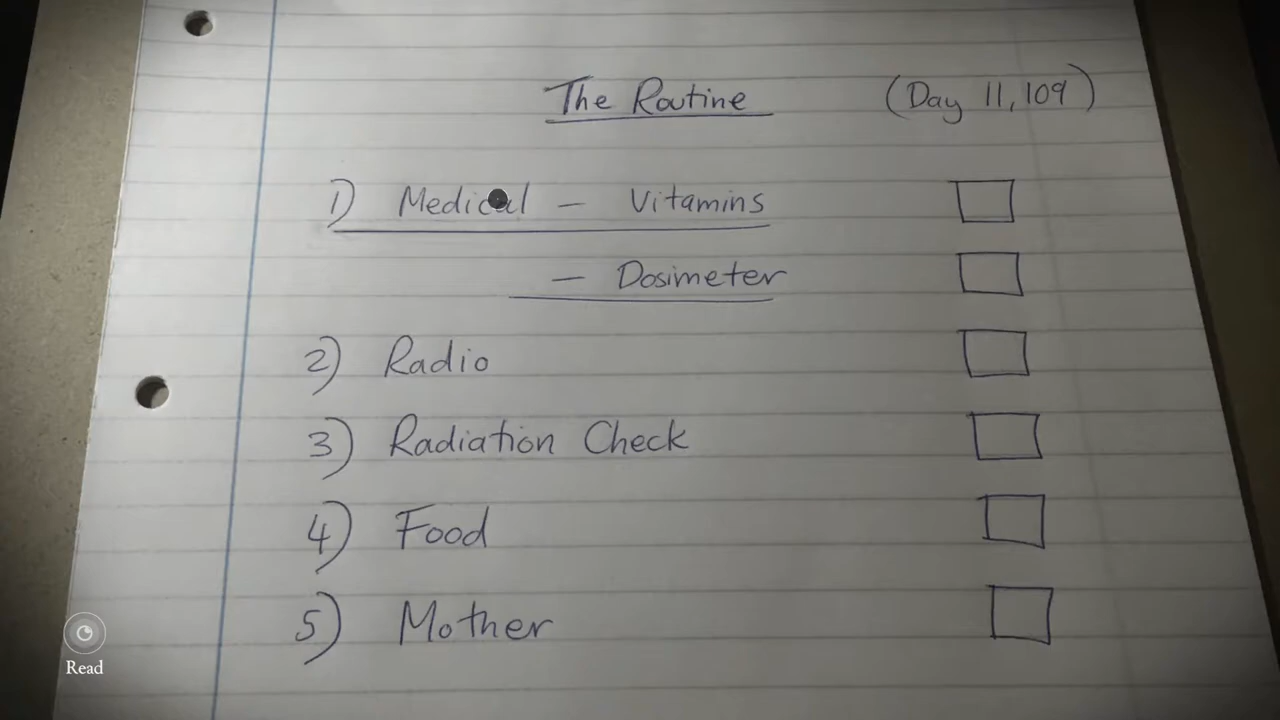 The Routine (Day 11,109)
1) Medical - Vitamins
- Dosimeter
2) Radio
3) Radiation Check
4) Food
5) Mother
Read